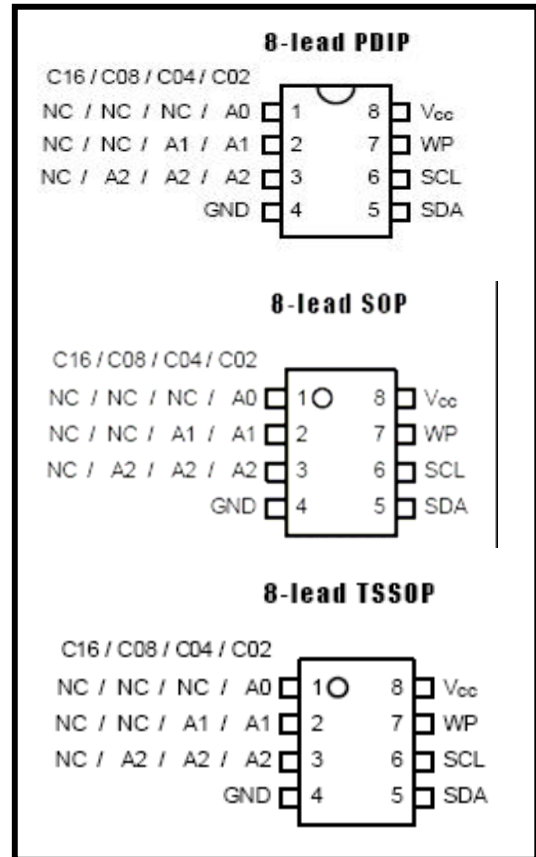 8-lead PDIP
C16 / C08 / C04 / C02
NC / NC / NC / A0 1 8 Vcc
NC / NC / A1 / A1 2 7 WP
NC / A2 / A2 / A2 3 6 SCL
GND 4 5 SDA
8-lead SOP
C16 / C08 / C04 / C02
NC / NC / NC / A0 1 8 Vcc
NC / NC / A1 / A1 2 7 WP
NC / A2 / A2 / A2 3 6 SCL
GND 4 5 SDA
8-lead TSSOP
C16 / C08 / C04 / C02
NC / NC / NC / A0 1 8 Vcc
NC / NC / A1 / A1 2 7 WP
NC / A2 / A2 / A2 3 6 SCL
GND 4 5 SDA